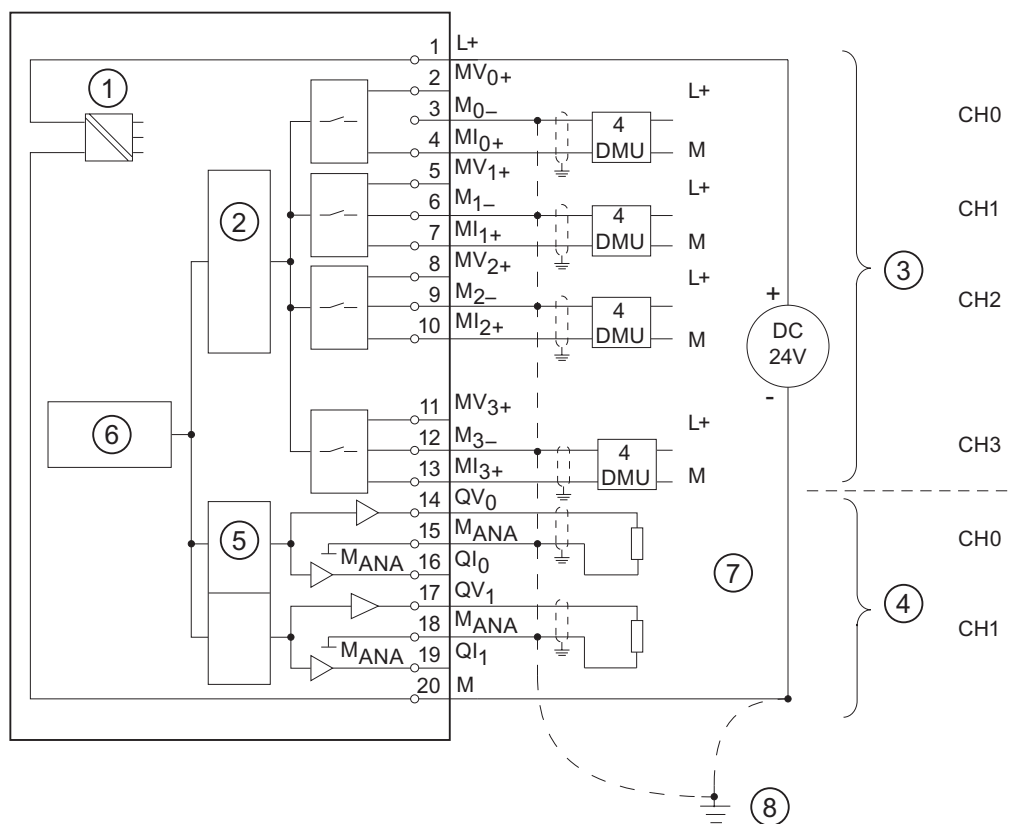 1 L+
2 MV0+
3 M0–
4 MI0+
5 MV1+
6 M1–
7 MI1+
8 MV2+
9 M2–
10 MI2+
11 MV3+
12 M3–
13 MI3+
14 QV0
15 MANA
MANA
16 QI0
17 QV1
18 MANA
MANA
19 QI1
20 M
1
2
6
5
4
DMU
L+
M
4
DMU
L+
M
4
DMU
L+
M
4
DMU
L+
M
+
DC
24V
-
3
4
7
8
CH0
CH1
CH2
CH3
CH0
CH1